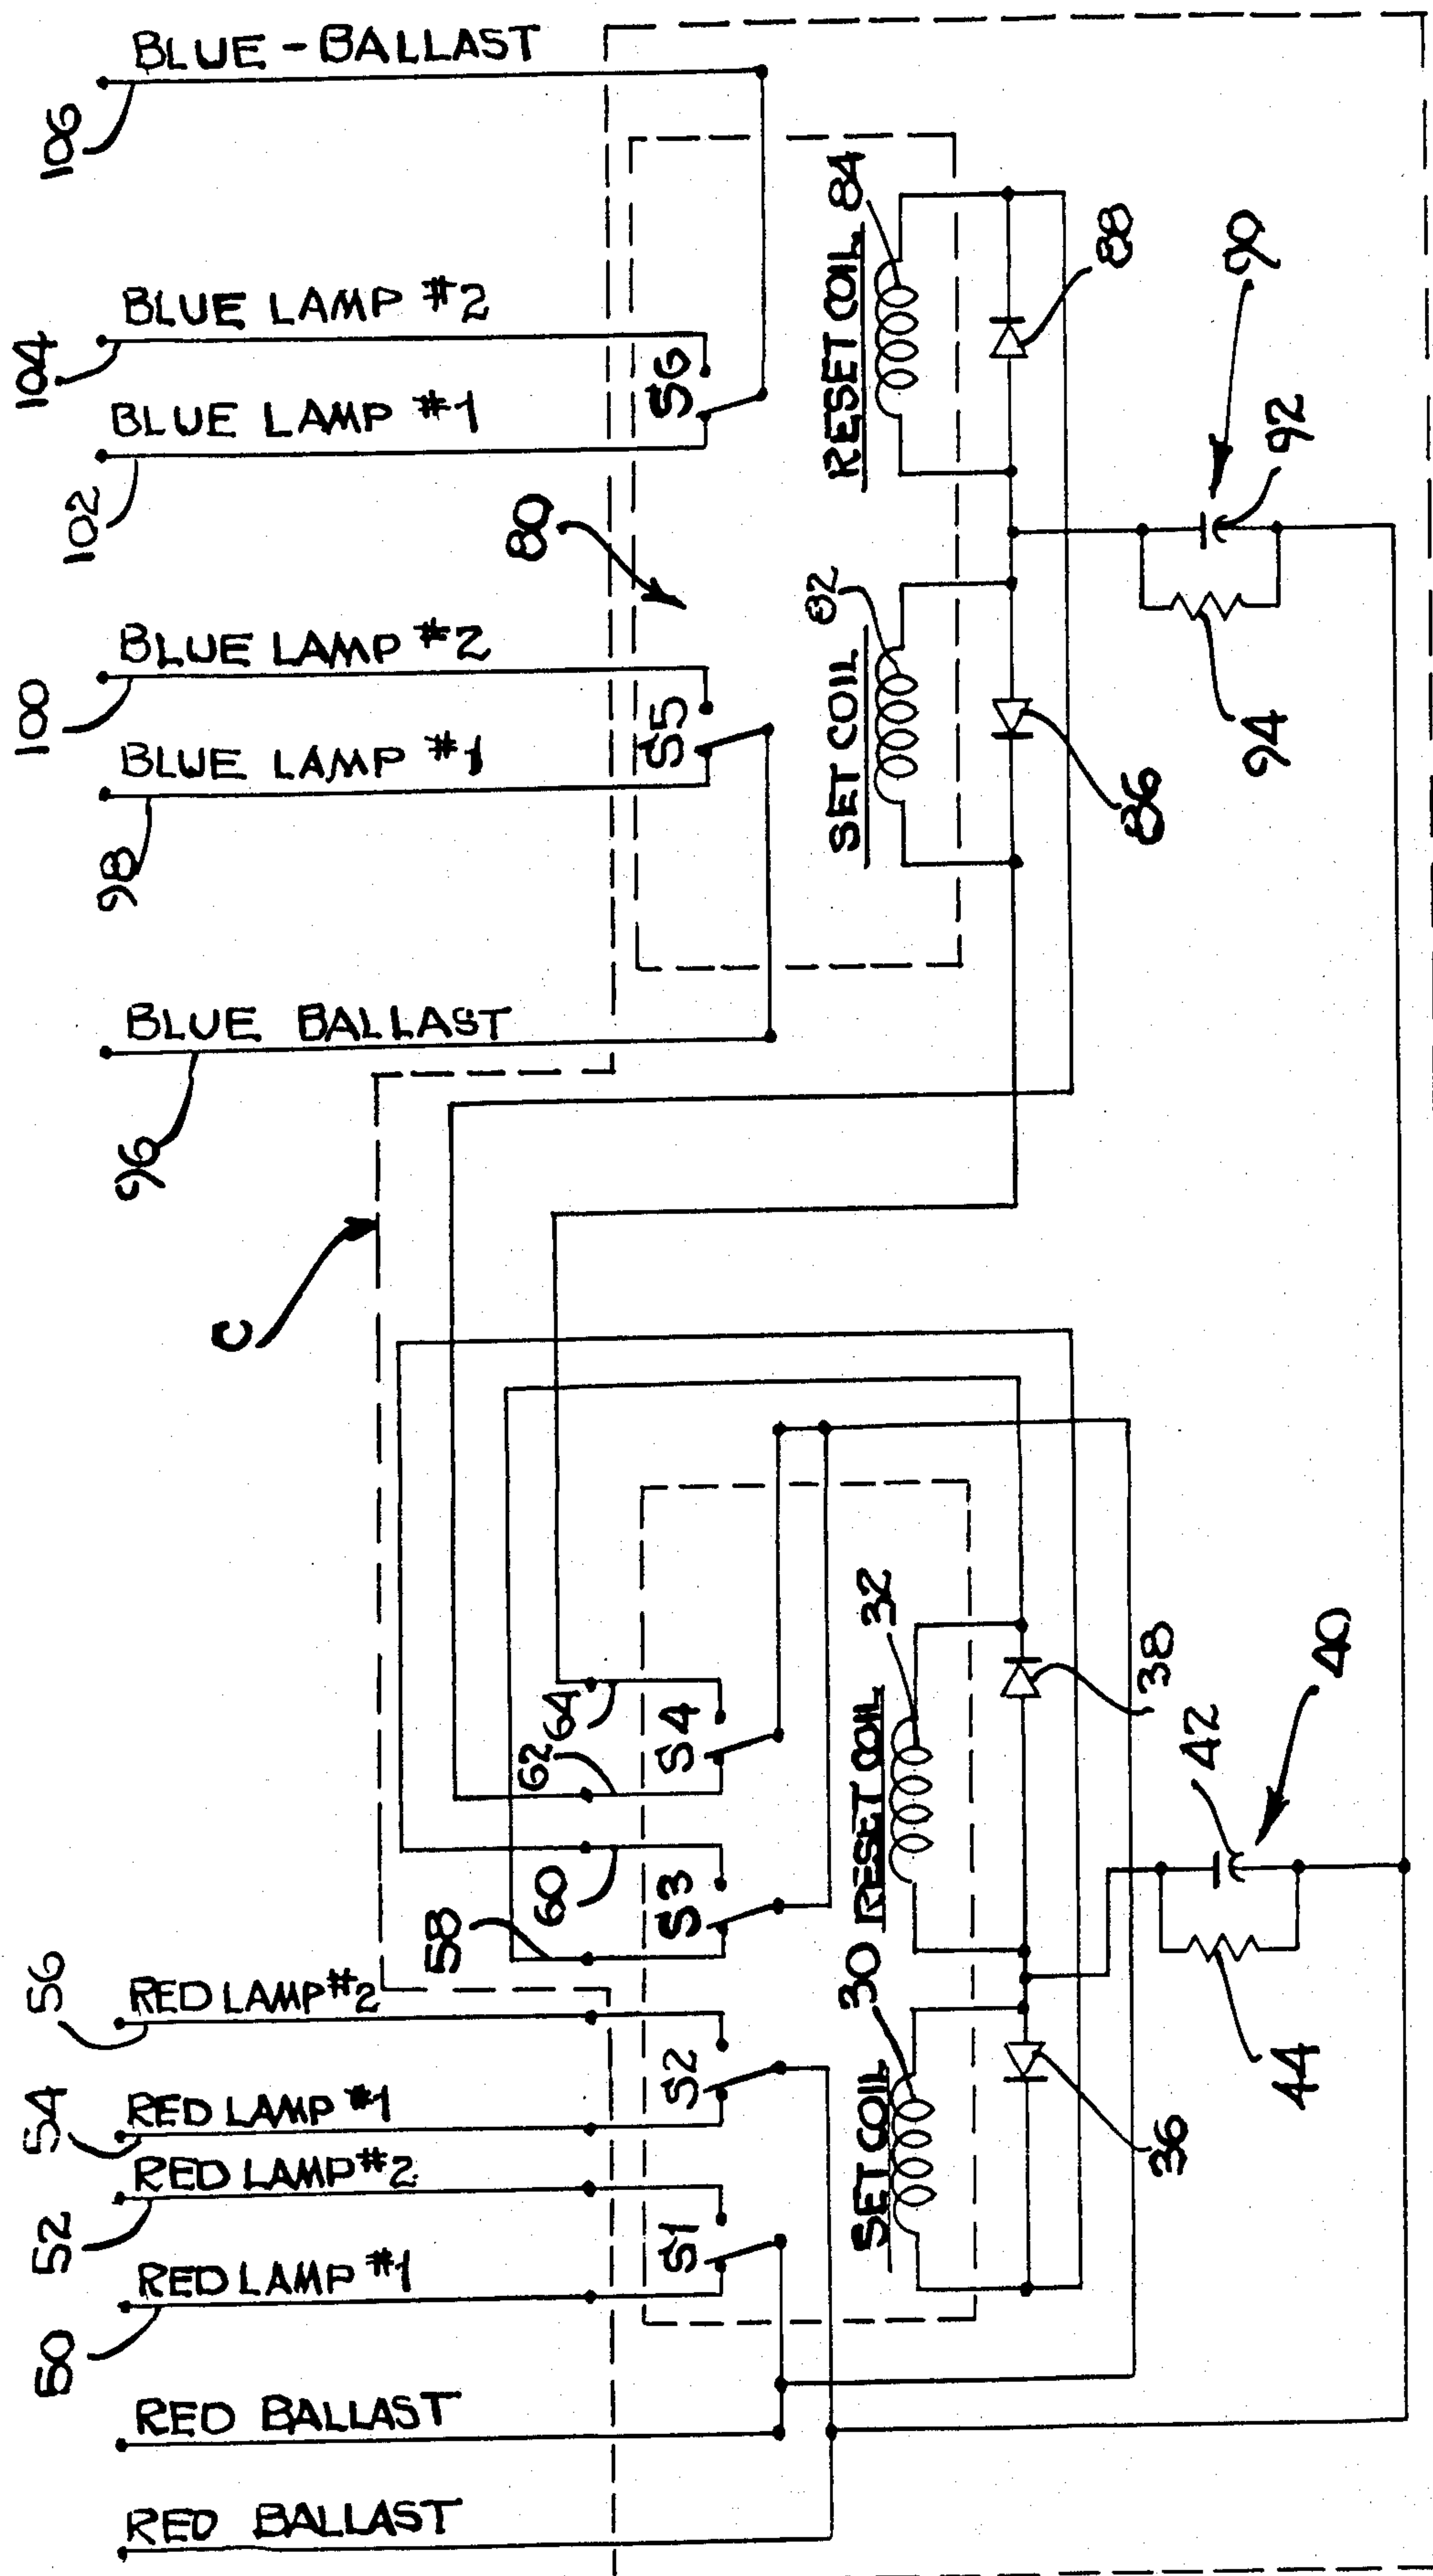 106
BLUE - BALLAST
104
BLUE LAMP #2
BLUE LAMP #1
102
S6
RESET COIL
84
88
90
92
80
100
BLUE LAMP #2
BLUE LAMP #1
98
S5
SET COIL
82
86
94
BLUE BALLAST
96
C
64
62
S4
60
S3
58
RESET COIL
32
38
42
40
44
56
RED LAMP #2
54
RED LAMP #1
S2
52
RED LAMP #2
50
RED LAMP #1
S1
SET COIL
30
36
RED BALLAST
RED BALLAST